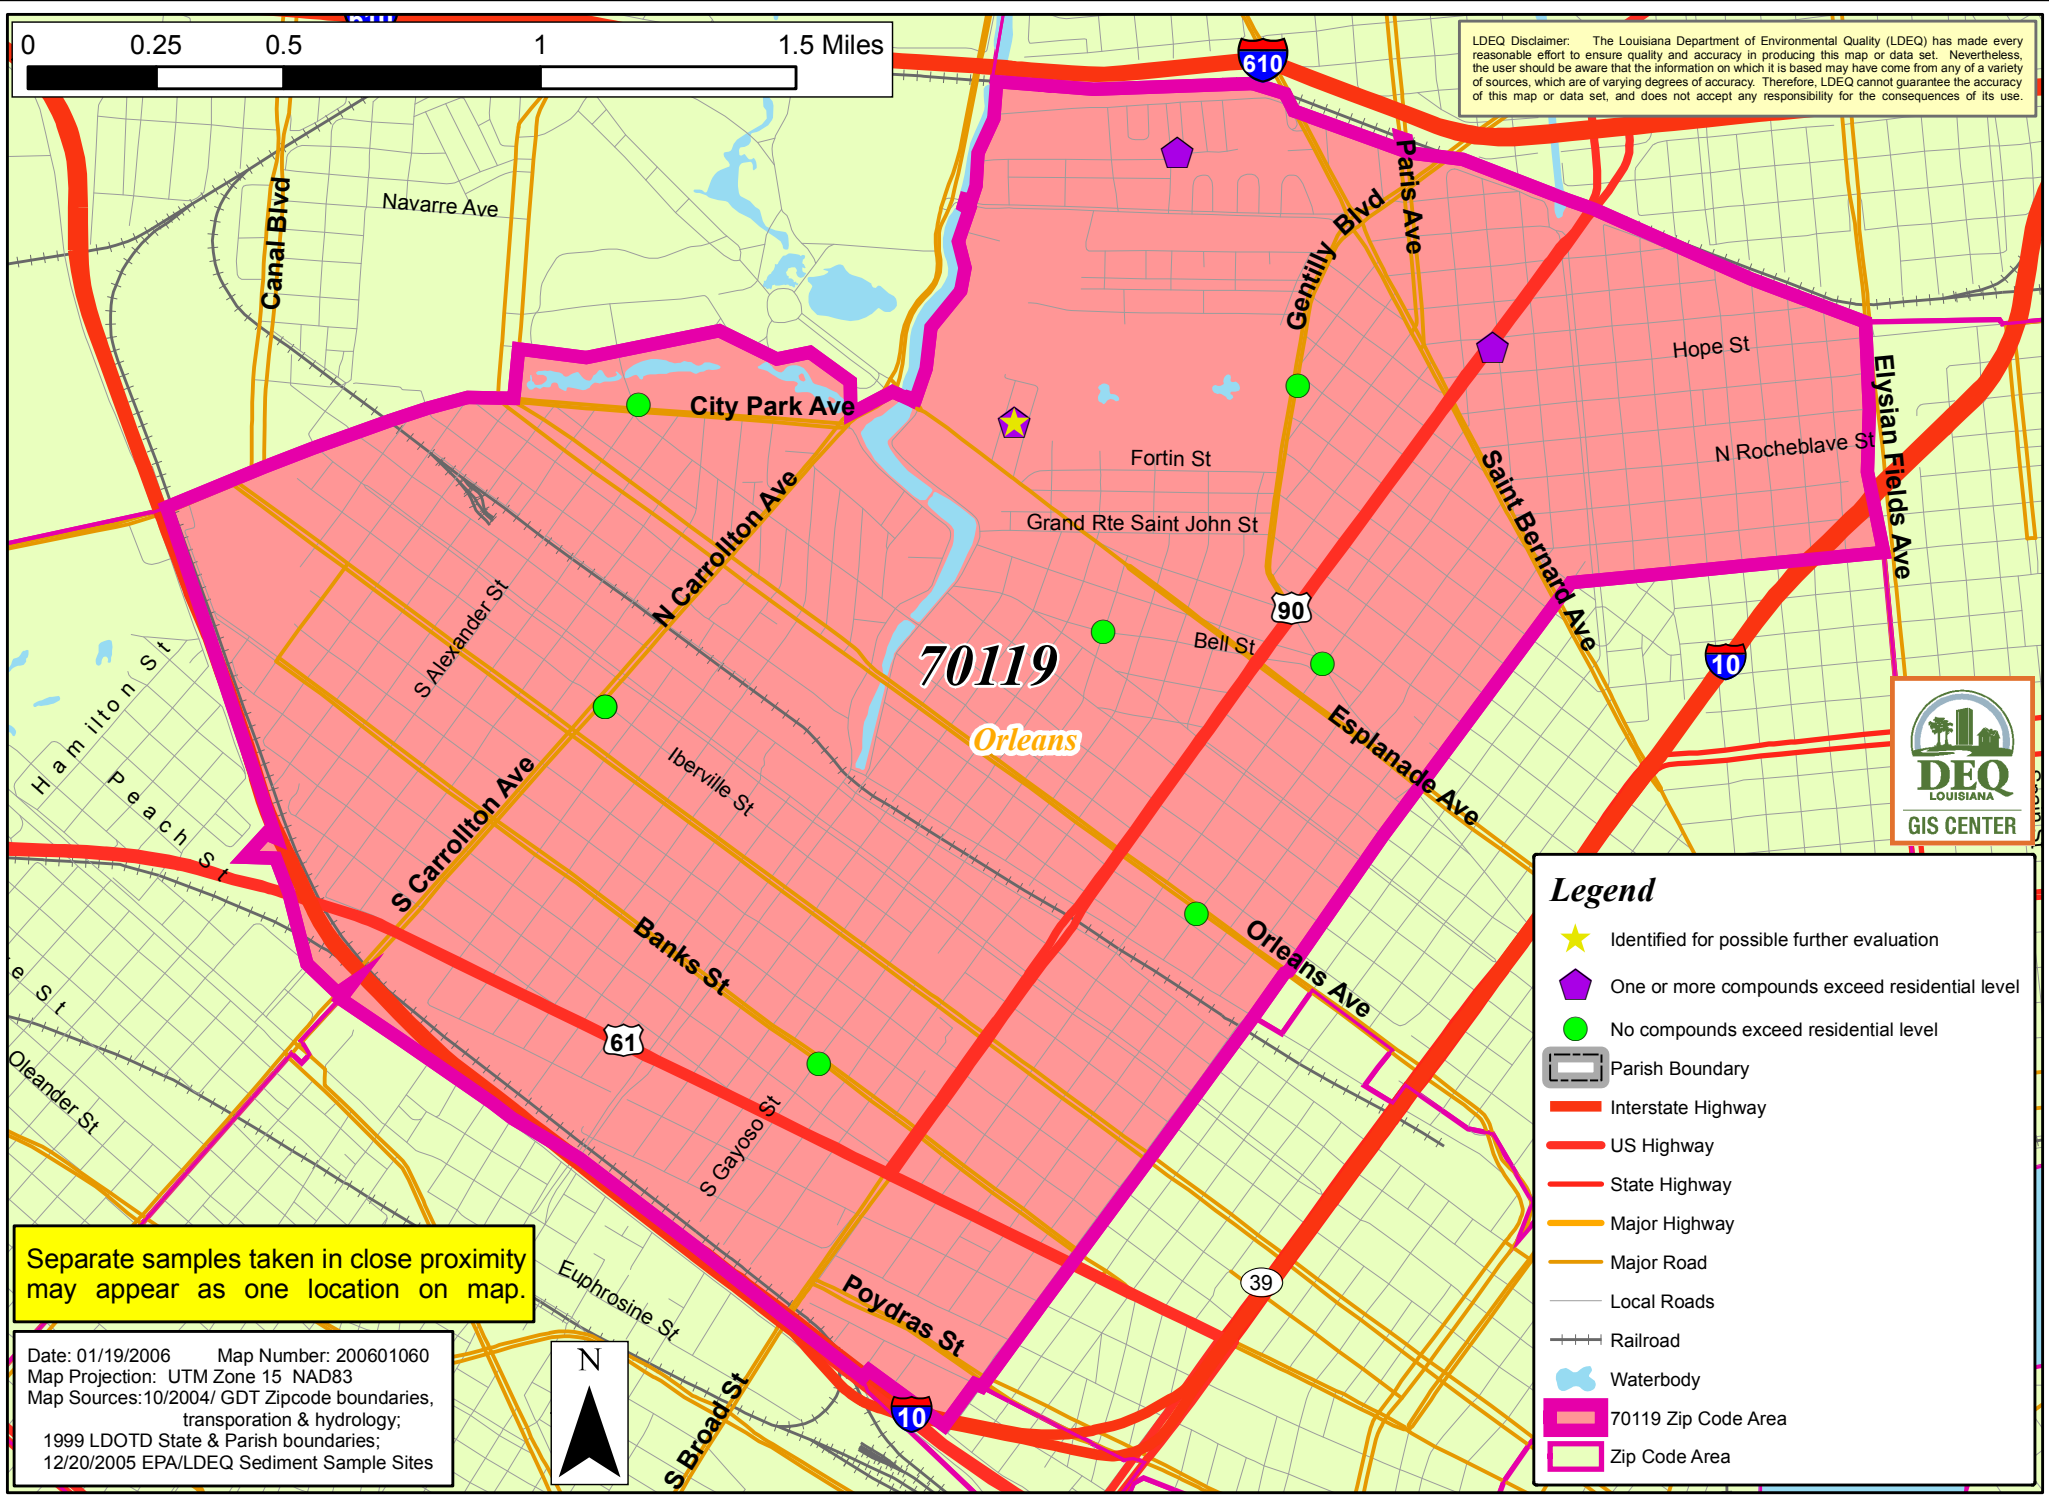 0 0.25 0.5 1 1.5 Miles
610
610
LDEQ Disclaimer: The Louisiana Department of Environmental Quality (LDEQ) has made every
reasonable effort to ensure quality and accuracy in producing this map or data set. Nevertheless,
the user should be aware that the information on which it is based may have come from any of a variety
of sources, which are of varying degrees of accuracy. Therefore, LDEQ cannot guarantee the accuracy
of this map or data set, and does not accept any responsibility for the consequences of its use.
Canal Blvd
Navarre Ave
Paris Ave
Gentilly Blvd
Hope St
City Park Ave
Elysian Fields Ave
N Rocheblave St
Fortin St
Saint Bernard Ave
Grand Rte Saint John St
N Carrollton Ave
S Alexander St
90
Bell St
70119
Orleans
10
Hamilton St
Peach St
Esplanade Ave
Iberville St
S Carrollton Ave
DEQ
LOUISIANA
GIS CENTER
Banks St
Orleans Ave
61
e St
Oleander St
S Gayoso St
Euphrosine St
Poydras St
39
S Broad St
10
Legend
Identified for possible further evaluation
One or more compounds exceed residential level
No compounds exceed residential level
Parish Boundary
Interstate Highway
US Highway
State Highway
Major Highway
Major Road
Local Roads
Railroad
Waterbody
70119 Zip Code Area
Zip Code Area
Separate samples taken in close proximity
may appear as one location on map.
Date: 01/19/2006 Map Number: 200601060
Map Projection: UTM Zone 15 NAD83
Map Sources:10/2004/ GDT Zipcode boundaries,
transporation & hydrology;
1999 LDOTD State & Parish boundaries;
12/20/2005 EPA/LDEQ Sediment Sample Sites
N